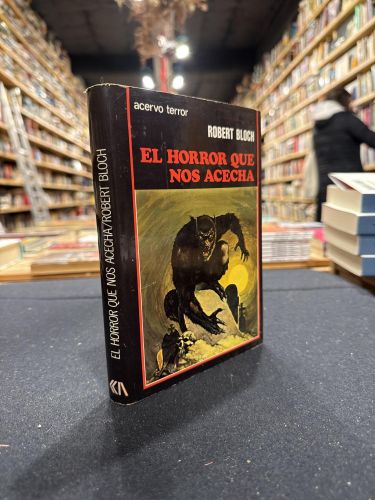 acervo terror
ROBERT BLOCH
EL HORROR QUE
NOS ACECHA
EL HORROR QUE NOS ACECHA/ROBERT BLOCH